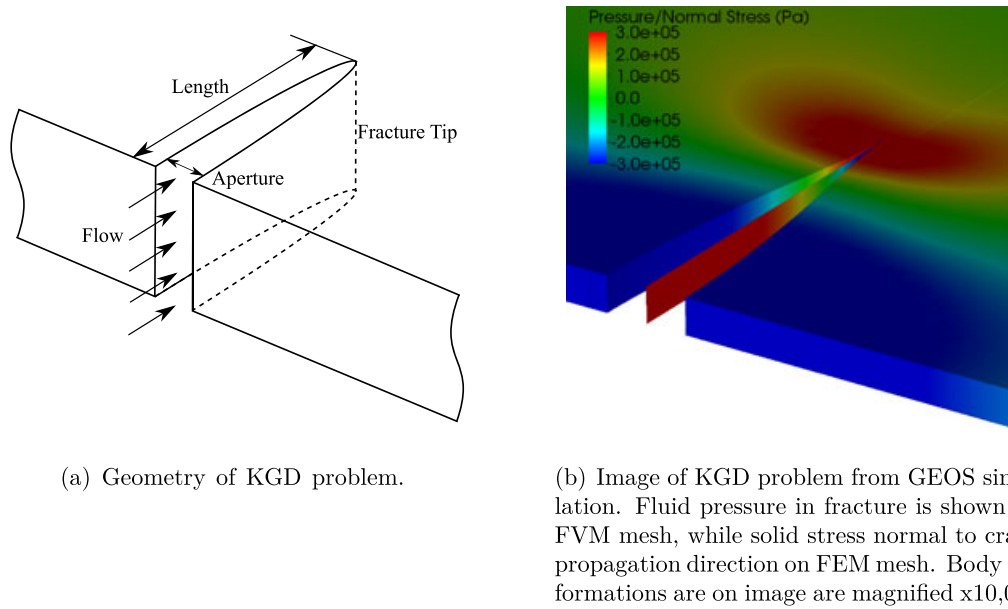 Length
Fracture Tip
Aperture
Flow
(a) Geometry of KGD problem.
Pressure/Normal Stress (Pa)
3.0e+05
2.0e+05
1.0e+05
0.0
-1.0e+05
-2.0e+05
-3.0e+05
(b) Image of KGD problem from GEOS sim
lation. Fluid pressure in fracture is shown
FVM mesh, while solid stress normal to cra
propagation direction on FEM mesh. Body
formations are on image are magnified x10,0